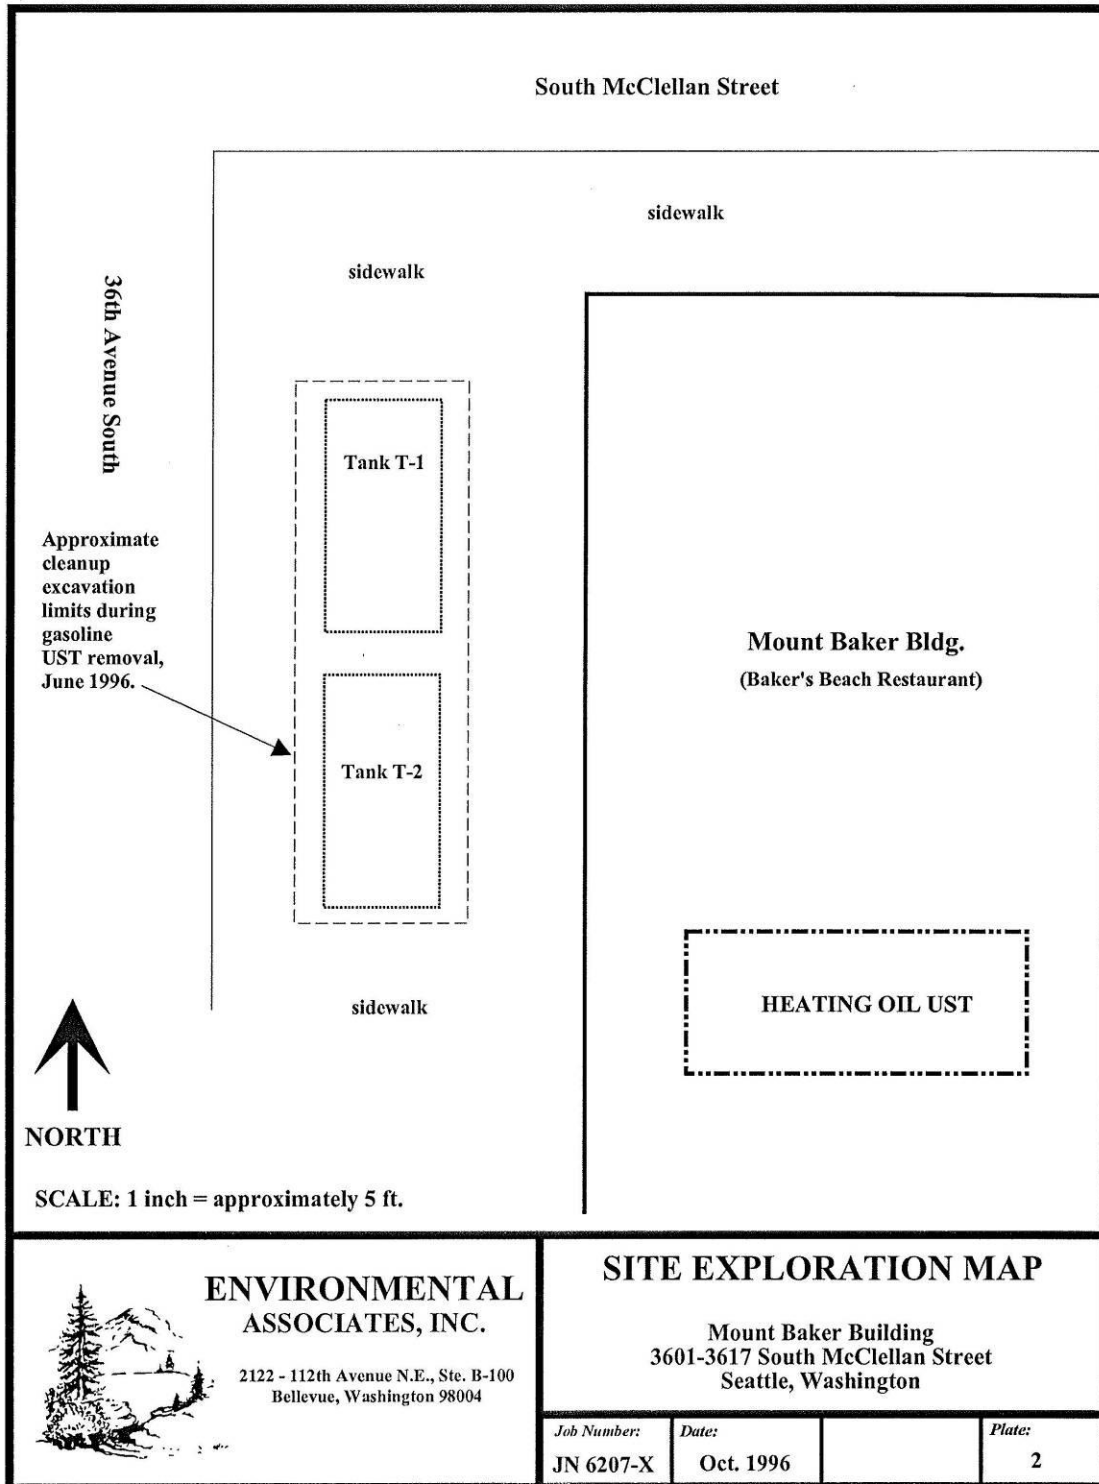 South McClellan Street
sidewalk
sidewalk
36th Avenue South
Tank T-1
Approximate
cleanup
excavation
limits during
gasoline
UST removal,
June 1996.
Mount Baker Bldg.
(Baker's Beach Restaurant)
Tank T-2
HEATING OIL UST
sidewalk
NORTH
SCALE: 1 inch = approximately 5 ft.
ENVIRONMENTAL
ASSOCIATES, INC.
2122 - 112th Avenue N.E., Ste. B-100
Bellevue, Washington 98004
SITE EXPLORATION MAP
Mount Baker Building
3601-3617 South McClellan Street
Seattle, Washington
Job Number:
JN 6207-X
Date:
Oct. 1996
Plate:
2